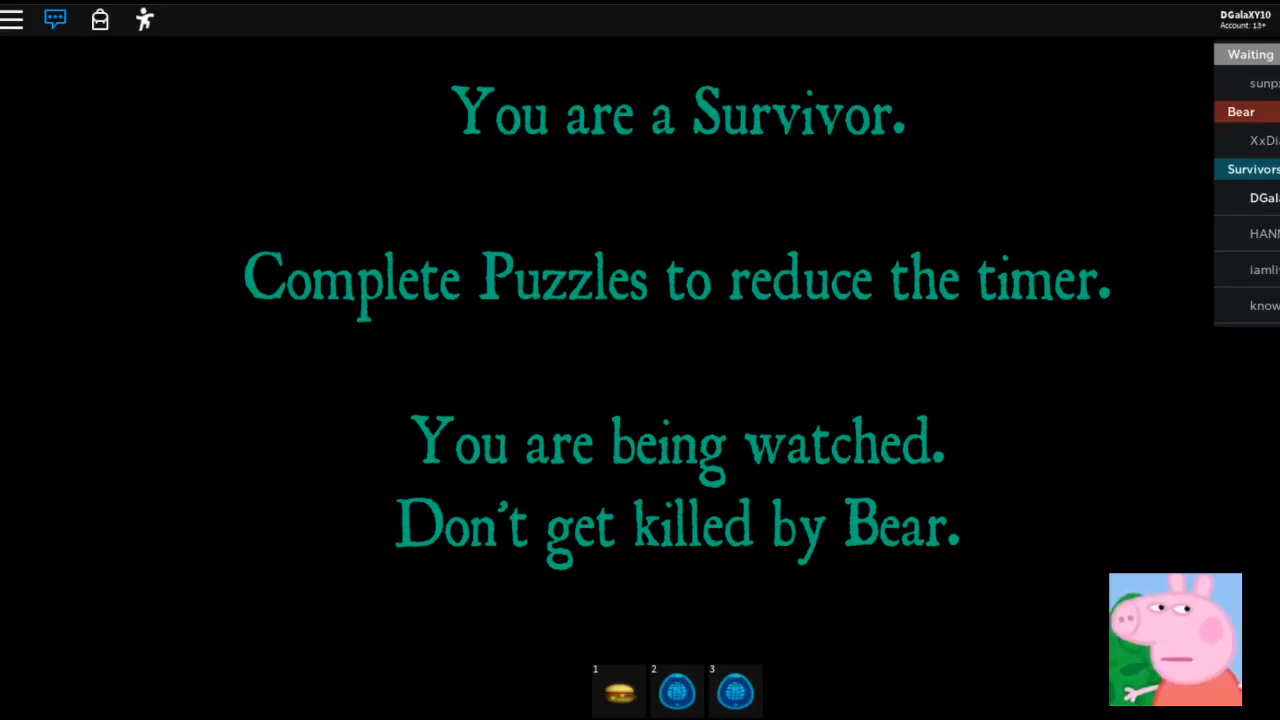 DGalaXY10
Account: 13+
Waiting
Bear
Survivors
You are a Survivor.
Complete Puzzles to reduce the timer.
You are being watched.
Don't get killed by Bear.
1
2
3